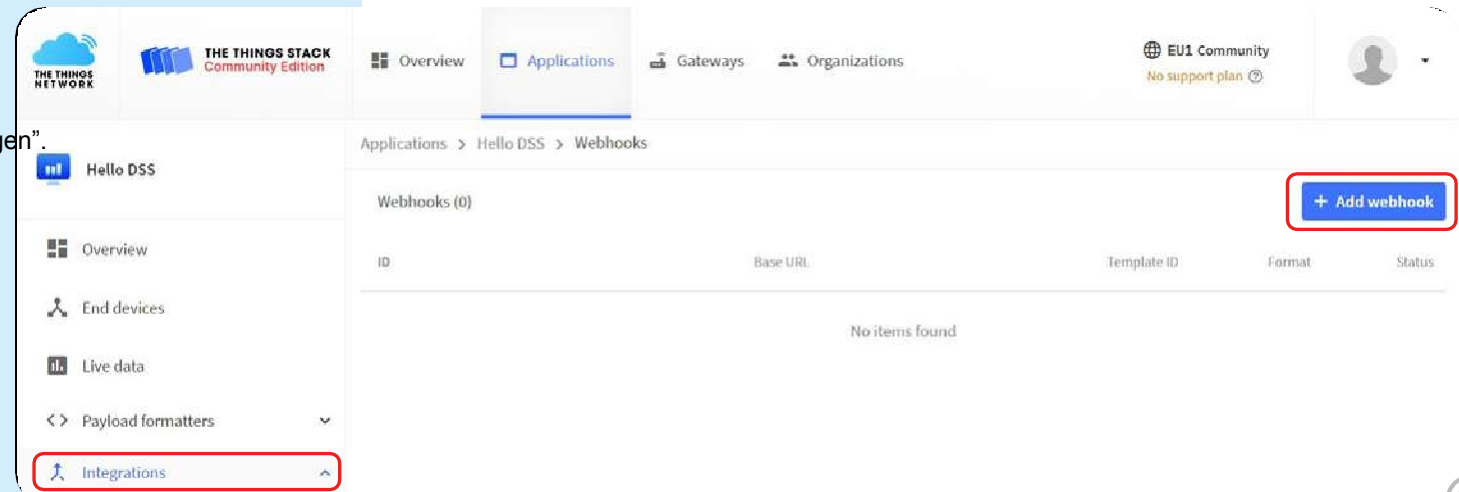 THE THINGS
NETWORK
THE THINGS STACK
Community Edition
Overview
Applications
Gateways
Organizations
EU1 Community
No support plan
gen”.
Hello DSS
Applications > Hello DSS > Webhooks
Webhooks (0)
+ Add webhook
Overview
ID
Base URL
Template ID
Format
Status
End devices
No items found
Live data
<> Payload formatters
Integrations